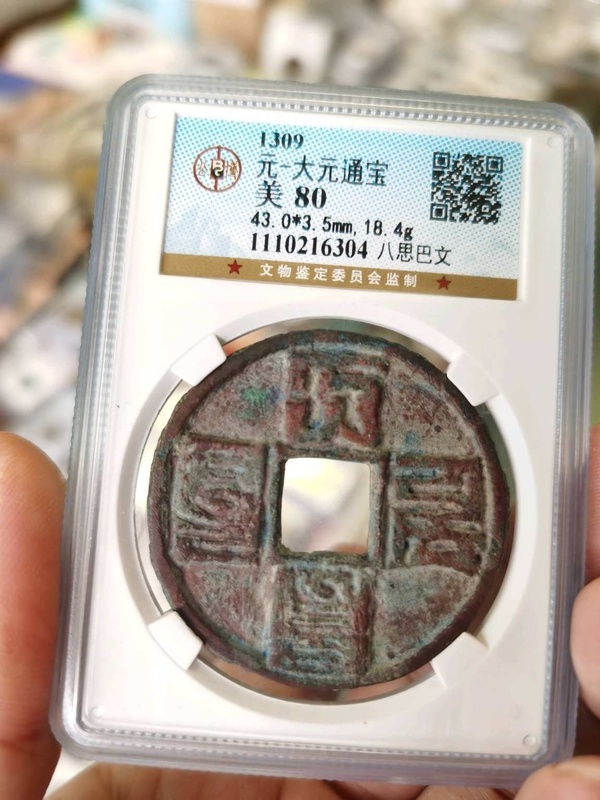 1309
元-大元通宝
美 80
43.0*3.5mm,18.4g
1110216304 八思巴文
★ 文物鉴定委员会监制 ★